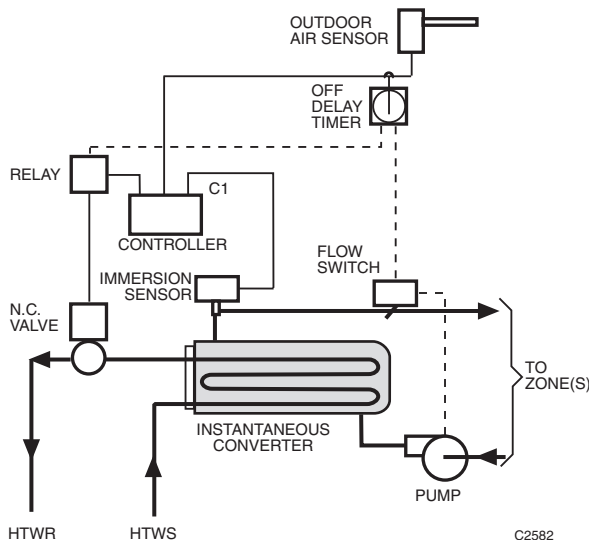 OUTDOOR
AIR SENSOR
OFF
DELAY
TIMER
RELAY
C1
CONTROLLER
FLOW
SWITCH
IMMERSION
SENSOR
N.C.
VALVE
TO
ZONE(S)
INSTANTANEOUS
CONVERTER
PUMP
HTWR
HTWS
C2582